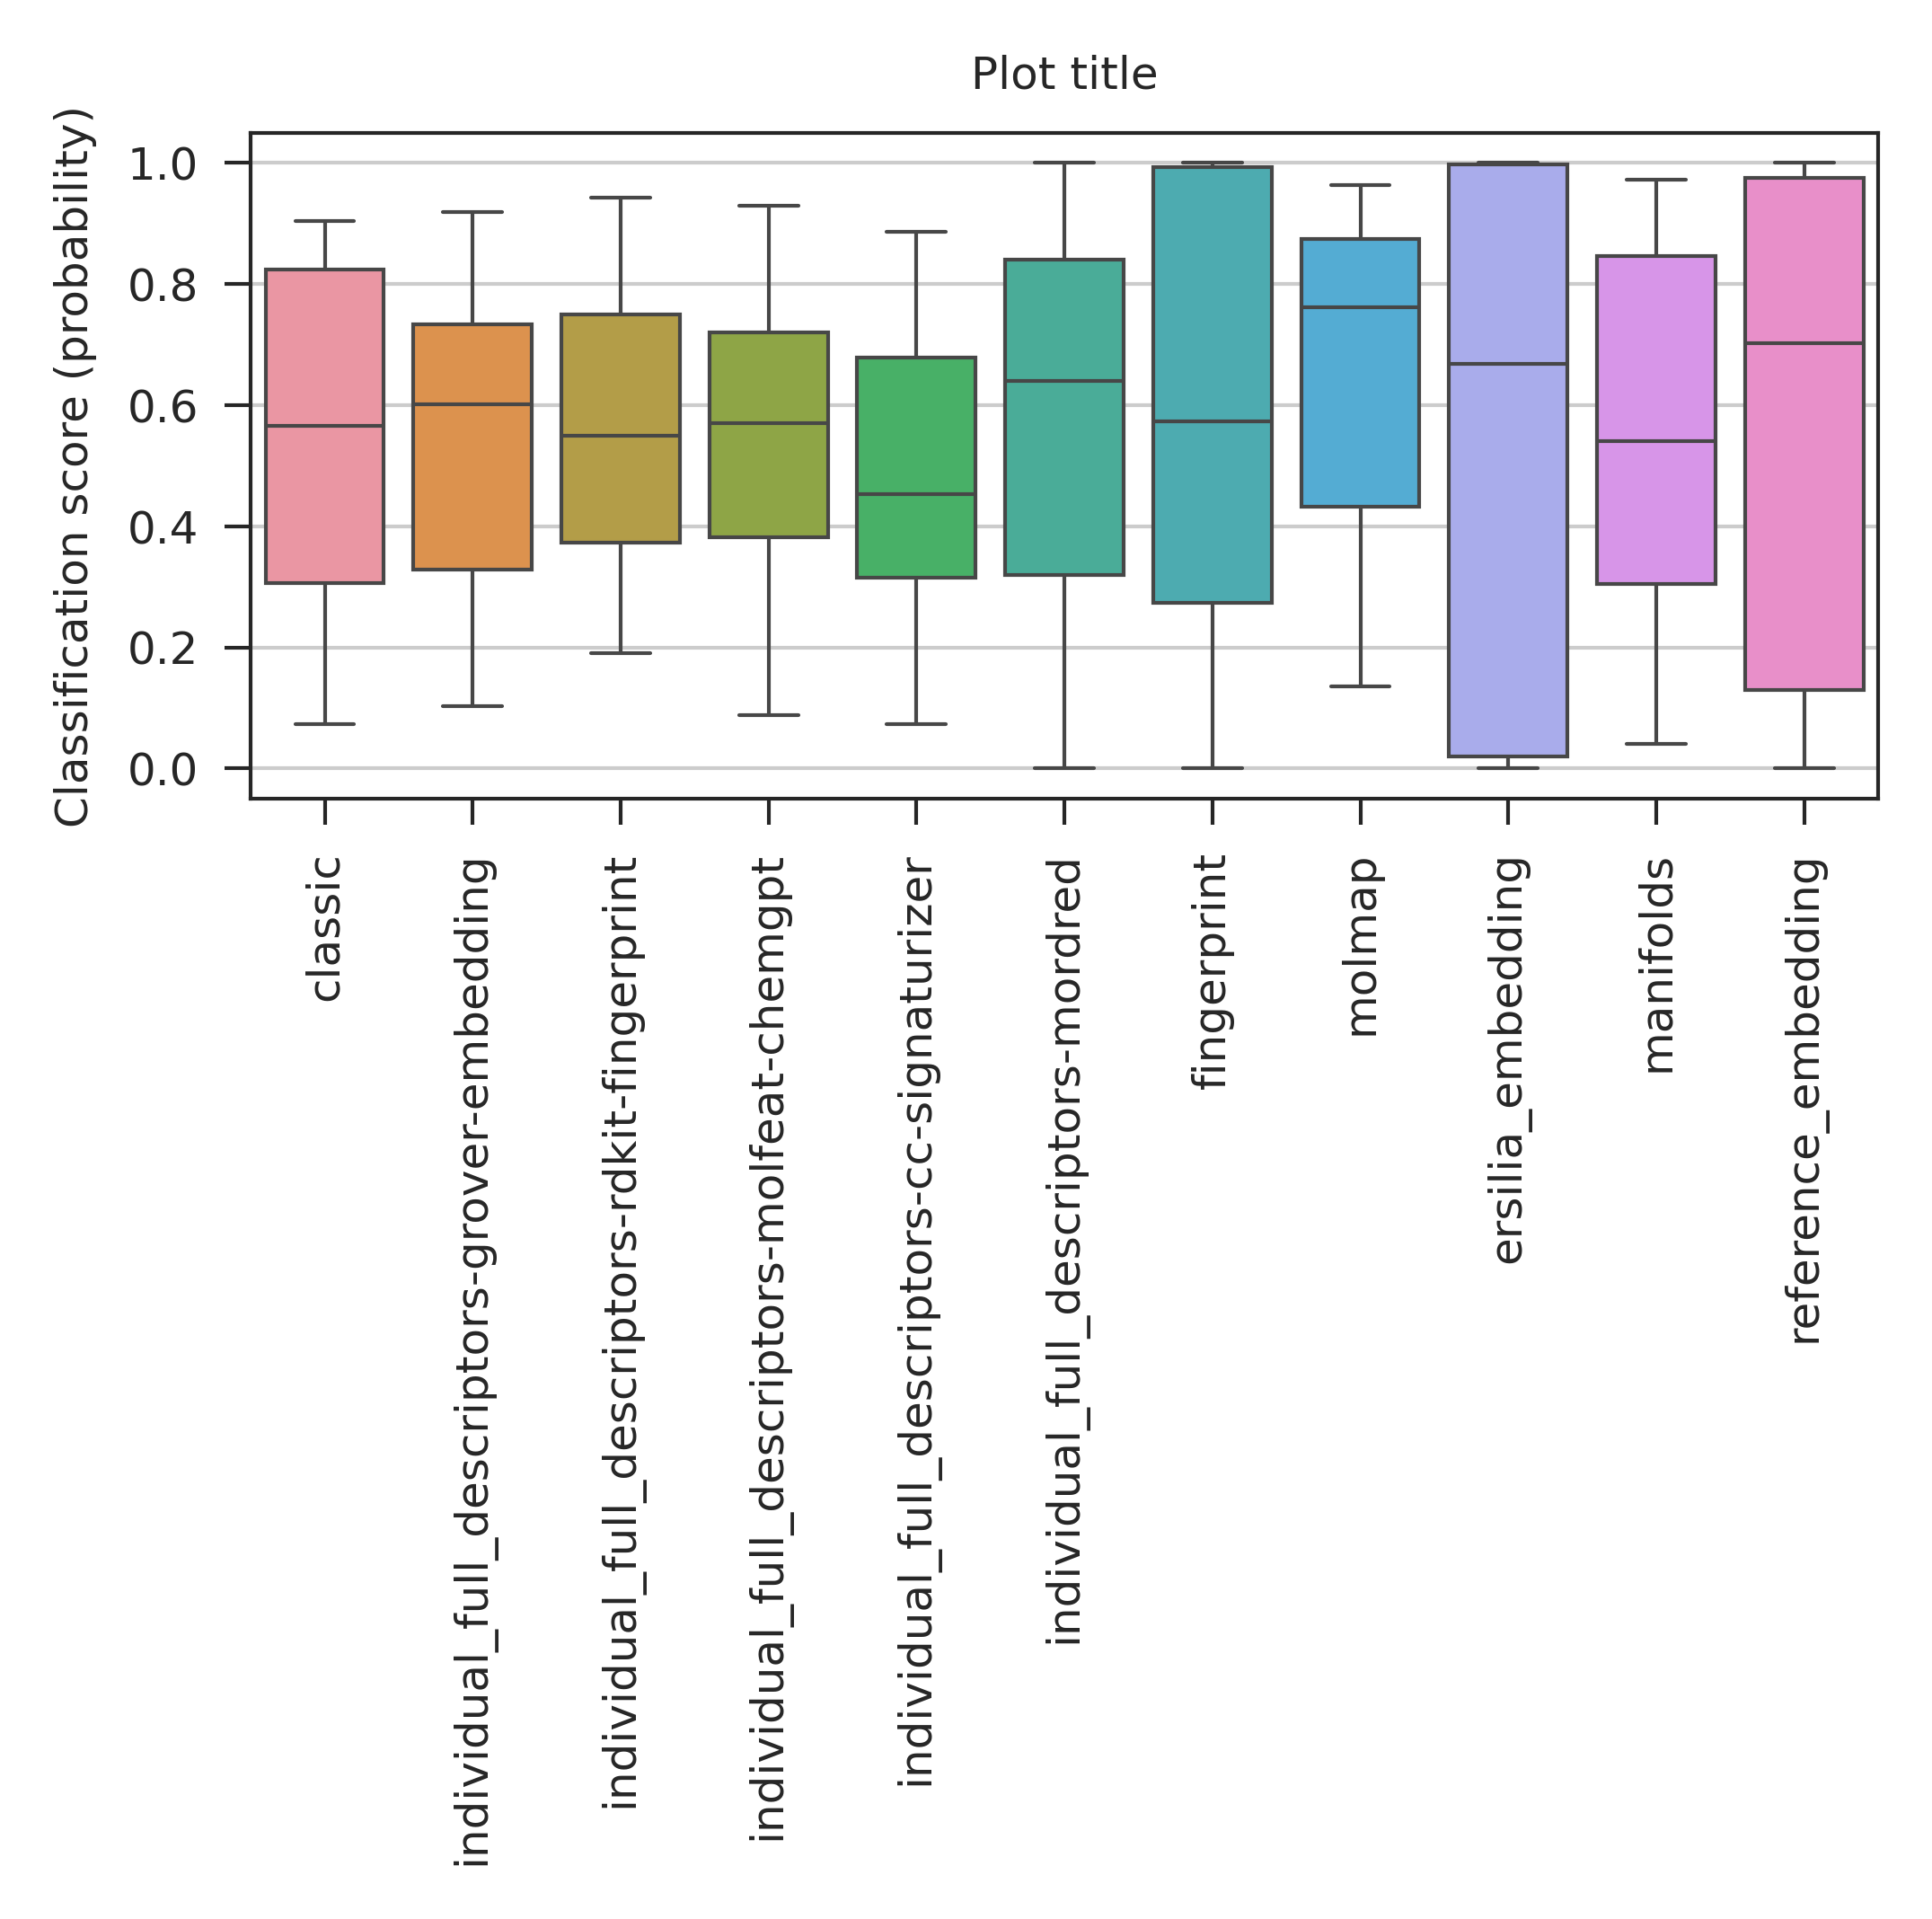 Plot title
Classification score (probability)
1.0
0.8
0.6
0.4
0.2
0.0
classic
individual_full_descriptors-grover-embedding
individual_full_descriptors-rdkit-fingerprint
individual_full_descriptors-molfeat-chemgpt
individual_full_descriptors-cc-signaturizer
individual_full_descriptors-mordred
fingerprint
molmap
ersilia_embedding
manifolds
reference_embedding